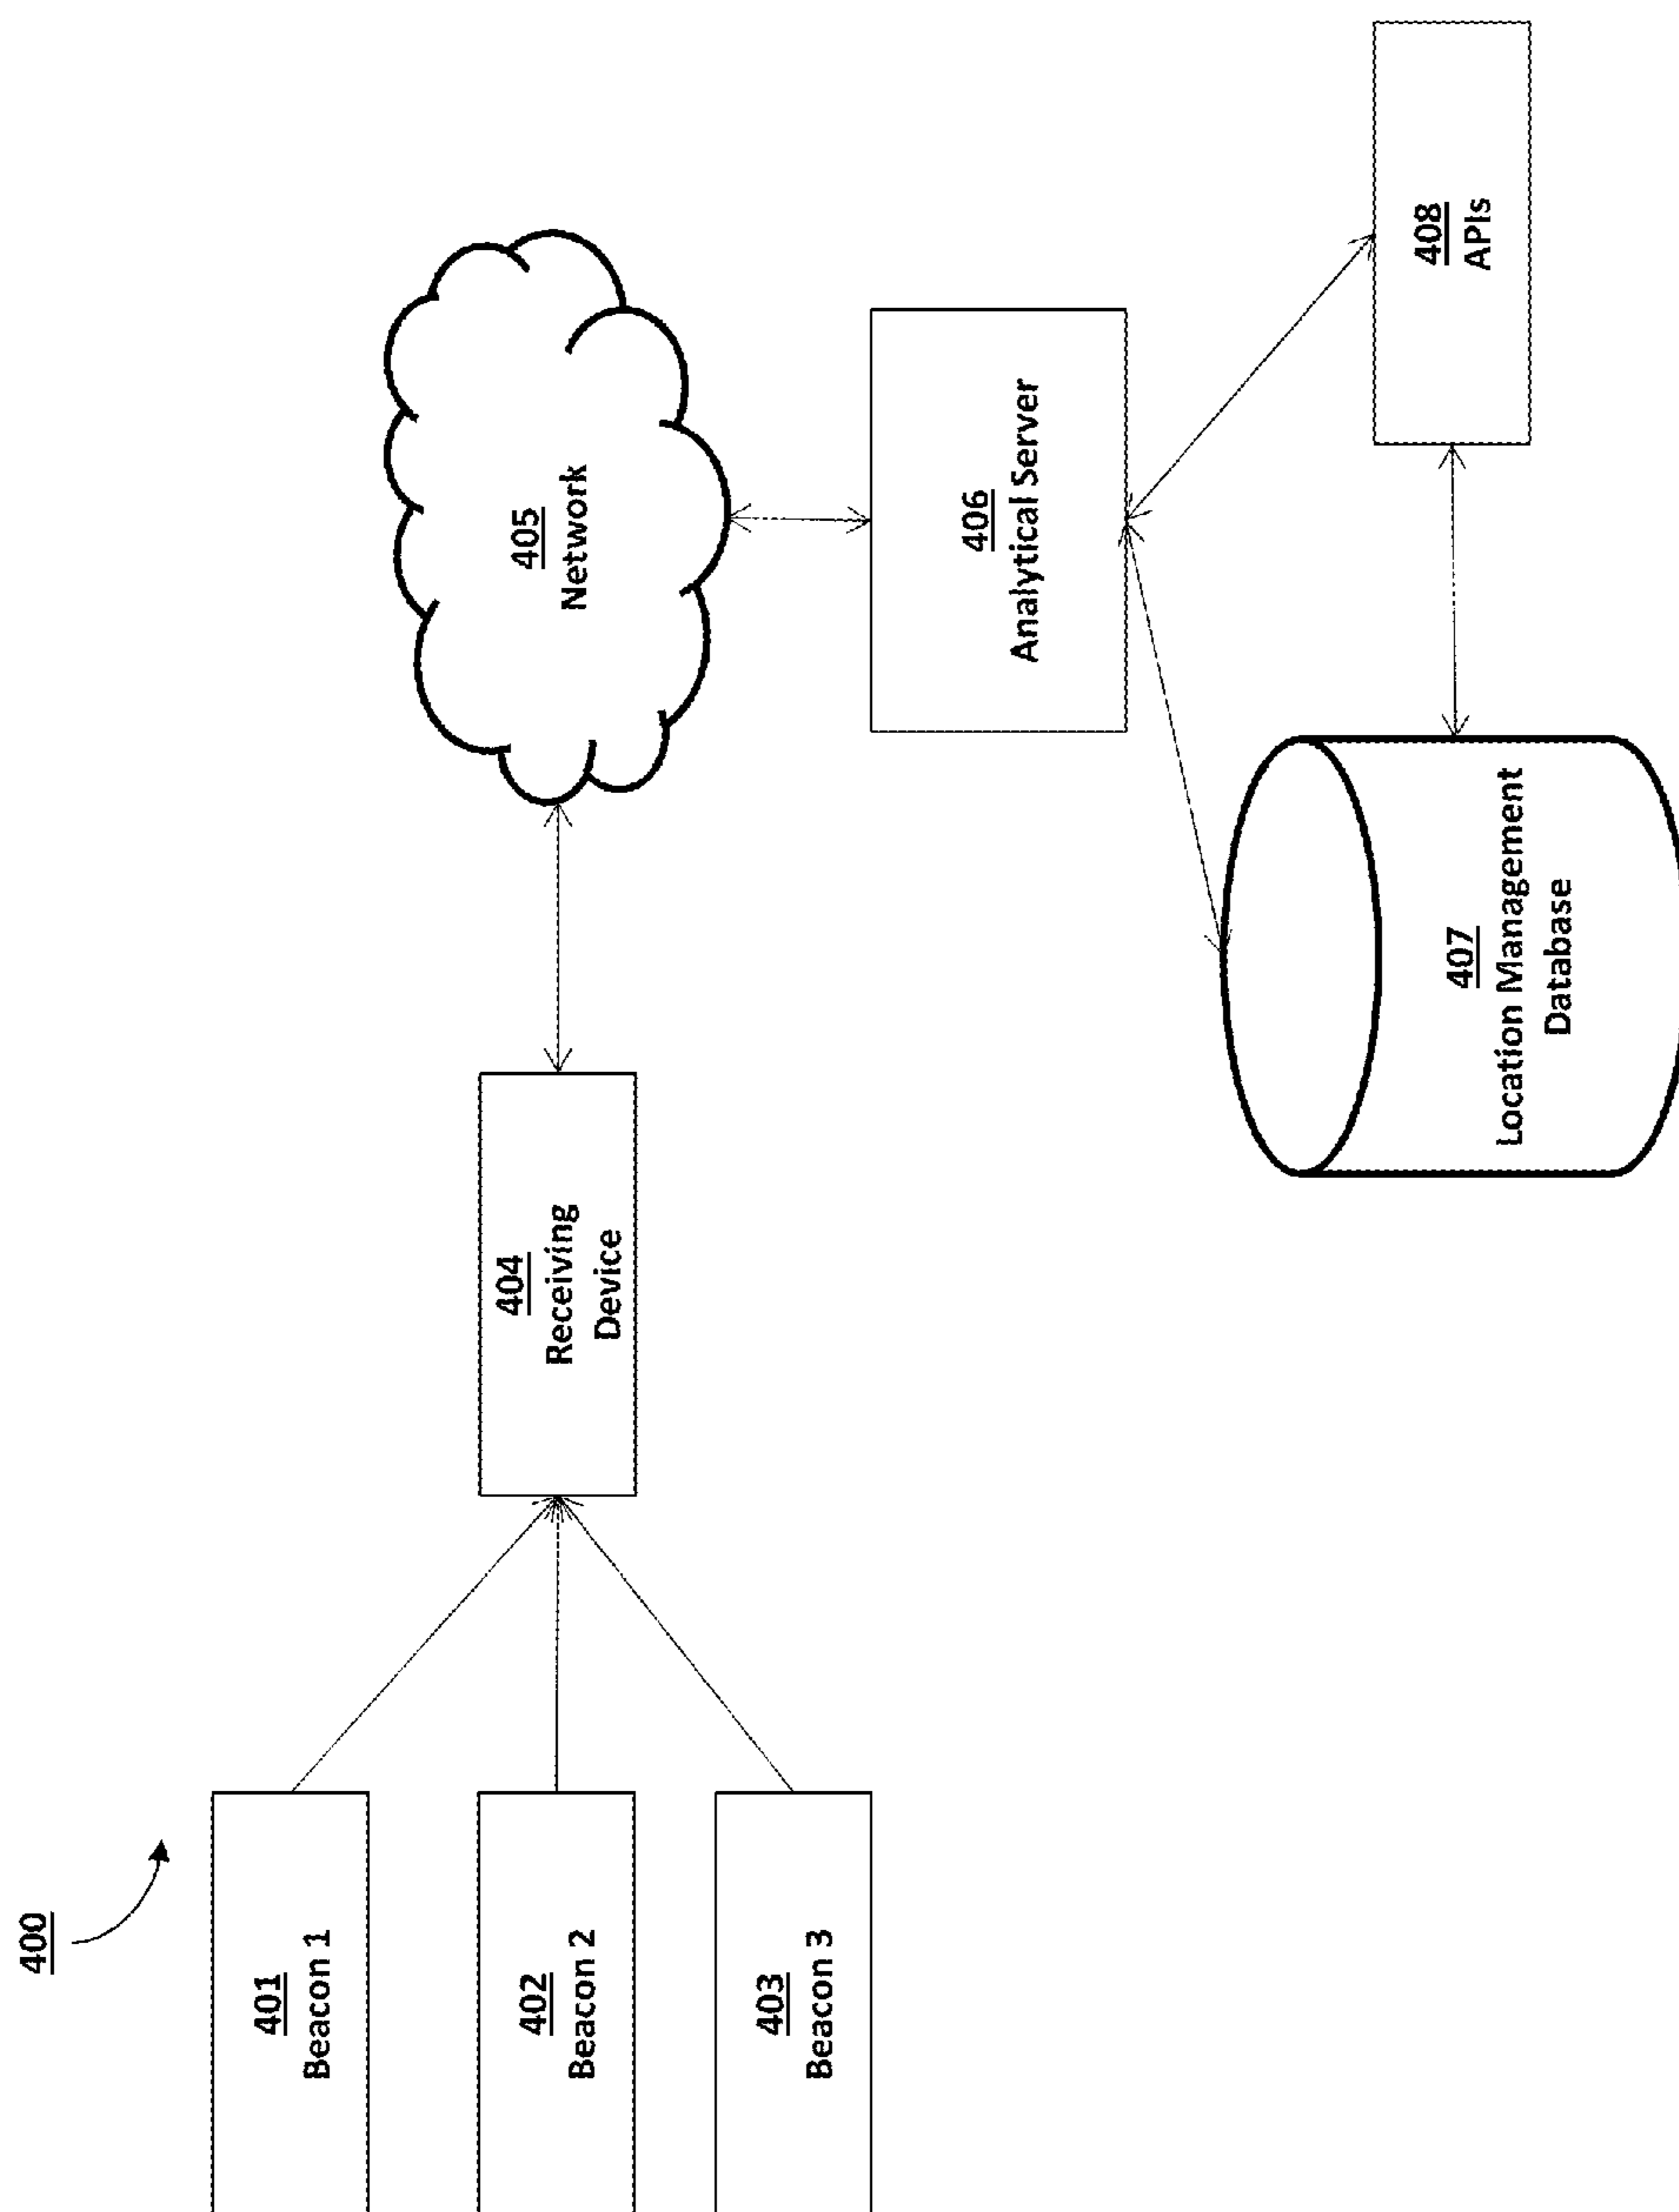 400
401
Beacon 1
402
Beacon 2
403
Beacon 3
404
Receiving
Device
405
Network
406
Analytical Server
407
Location Management
Database
408
APIs